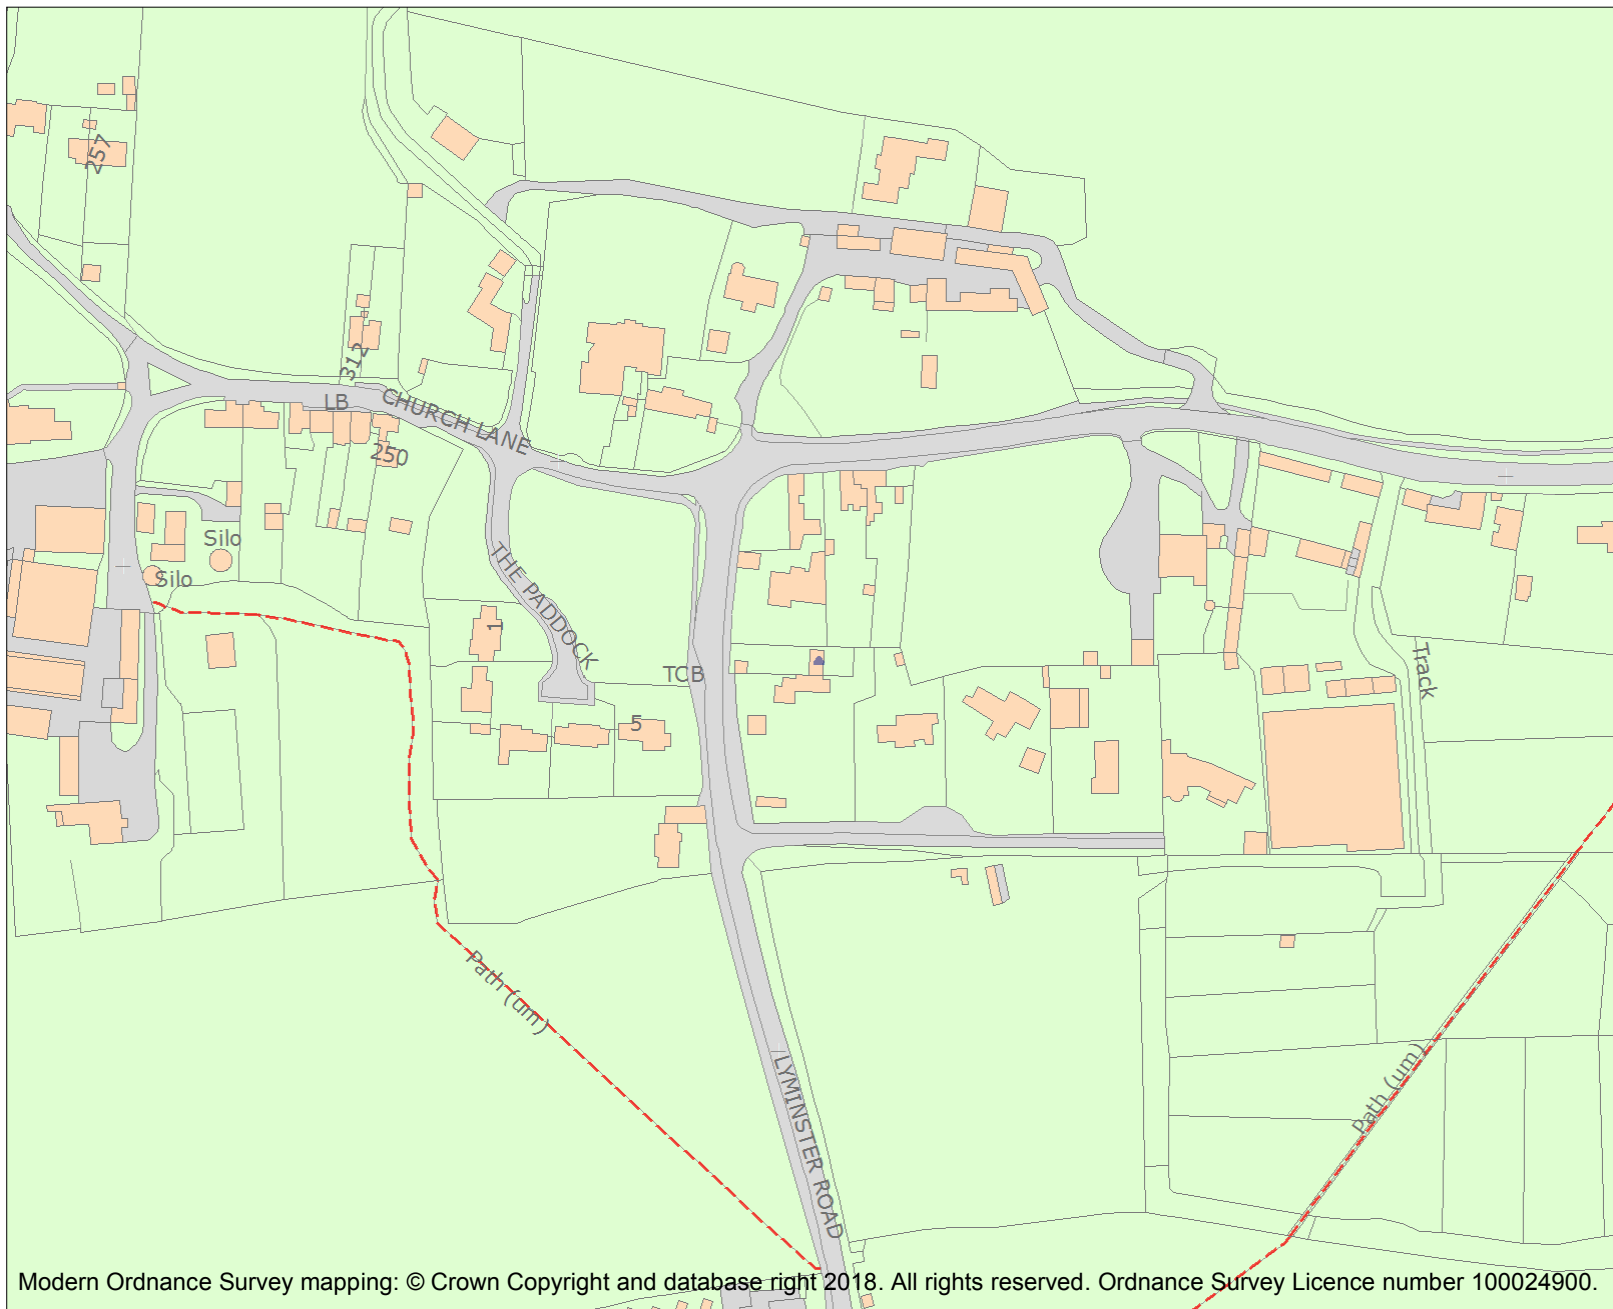 257
312
LB
CHURCH LANE
250
Silo
Silo
THE PADDOCK
1
TCB
5
Track
Path (um)
Path (um)
LYMINSTER ROAD
Modern Ordnance Survey mapping: © Crown Copyright and database right 2018. All rights reserved. Ordnance Survey Licence number 100024900.